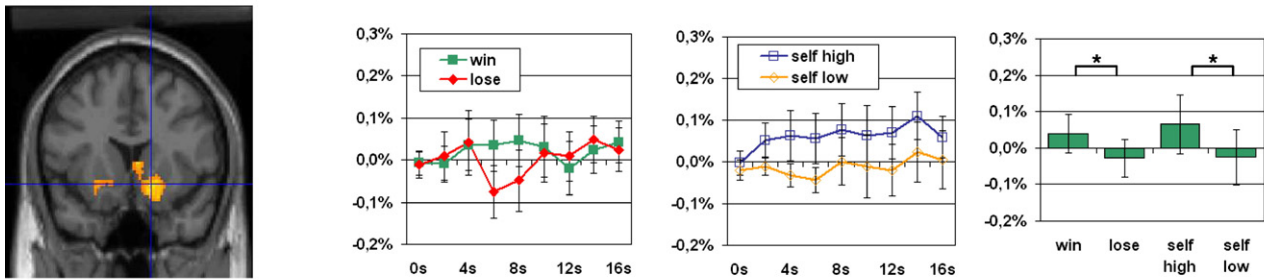 0,3%
0,2%
0,1%
0,0%
-0,1%
-0,2%
win
lose
0s 4s 8s 12s 16s
0,3%
0,2%
0,1%
0,0%
-0,1%
-0,2%
self high
self low
0s 4s 8s 12s 16s
0,3%
0,2%
0,1%
0,0%
-0,1%
-0,2%
* *
win lose self high self low